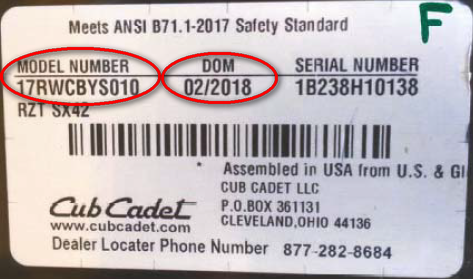 Meets ANSI B71.1-2017 Safety Standard
F
MODEL NUMBER DOM SERIAL NUMBER
17RWCBYS010 02/2018 1B238H10138
RZT SX42
Assembled in USA from U.S. & Gl
CUB CADET LLC
Cub Cadet P.O.BOX 361131
www.cubcadet.com CLEVELAND,OHIO 44136
Dealer Locater Phone Number 877-282-8684